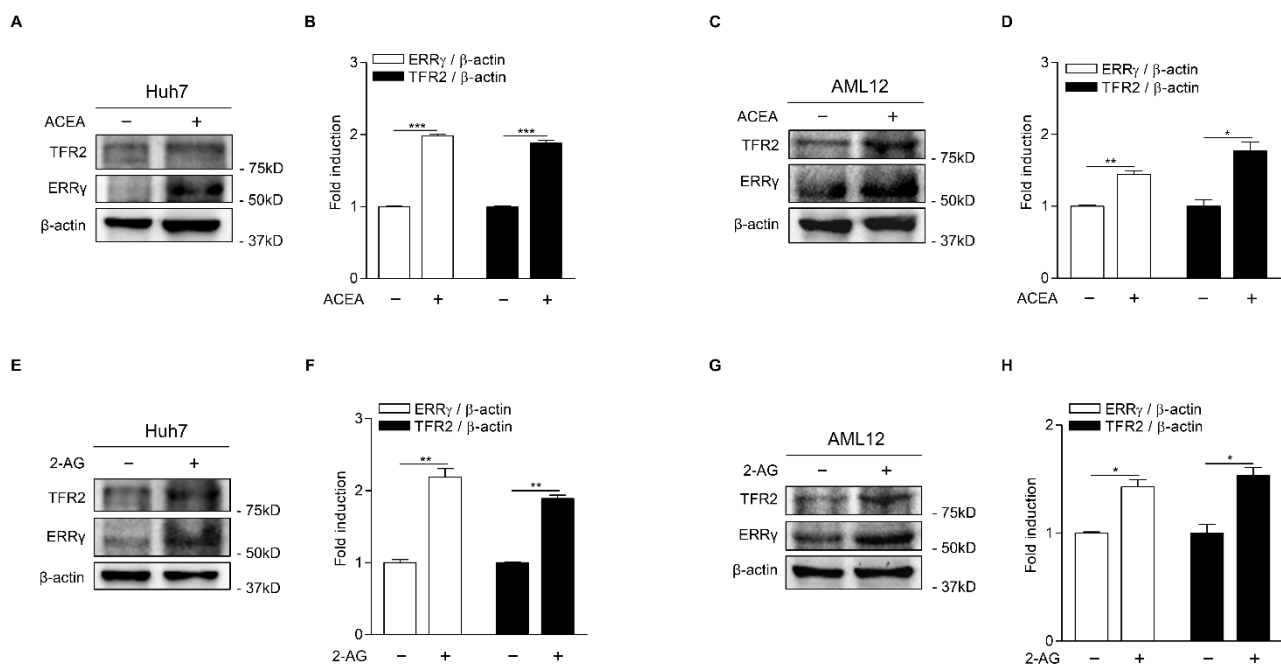 A
Huh7
ACEA − +
TFR2
- 75kD
ERRγ
- 50kD
β-actin
- 37kD
B
ERRγ / β-actin
TFR2 / β-actin
3
2
1
0
Fold induction
*** ***
ACEA − + − +
C
AML12
ACEA − +
TFR2
- 75kD
ERRγ
- 50kD
β-actin
- 37kD
D
ERRγ / β-actin
TFR2 / β-actin
3
2
1
0
Fold induction
** *
ACEA − + − +
E
Huh7
2-AG − +
TFR2
- 75kD
ERRγ
- 50kD
β-actin
- 37kD
F
ERRγ / β-actin
TFR2 / β-actin
3
2
1
0
Fold induction
** **
2-AG − + − +
G
AML12
2-AG − +
TFR2
- 75kD
ERRγ
- 50kD
β-actin
- 37kD
H
ERRγ / β-actin
TFR2 / β-actin
2
1
0
Fold induction
* *
2-AG − + − +